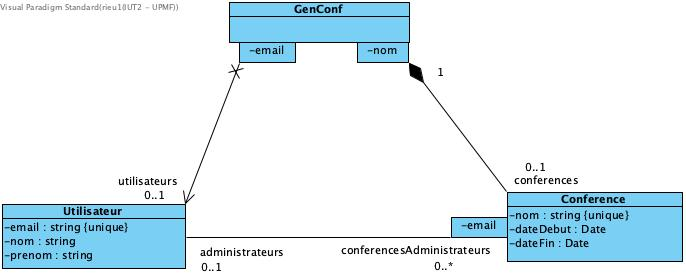 Visual Paradigm Standard(rieu1@UT2 - UPMF))
GenConf
-email
-nom
1
utilisateurs
0..1
0..1
conferences
Utilisateur
-email : string {unique}
-nom : string
-prenom : string
Conference
-nom : string {unique}
-dateDebut : Date
-dateFin : Date
-email
administrateurs
0..1
conferencesAdministrateurs
0..*